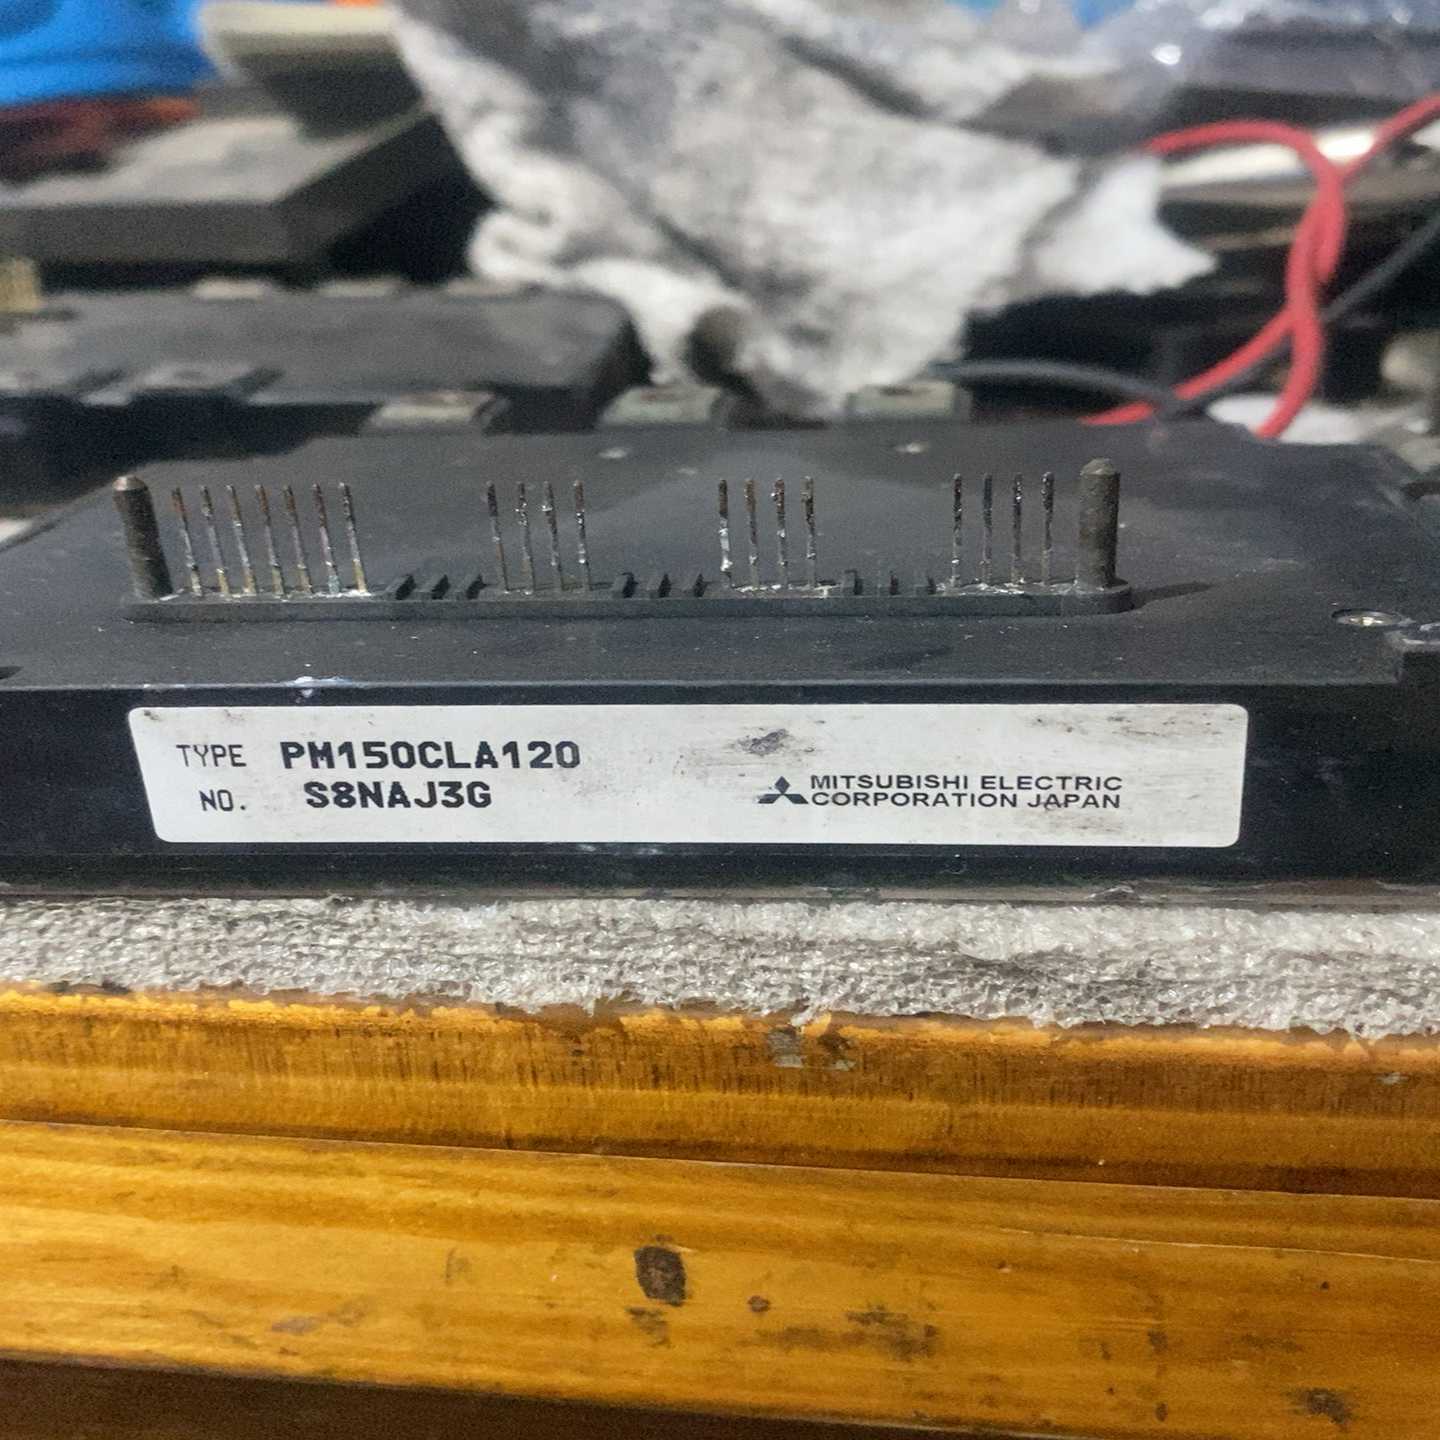 TYPE PM150CLA120
NO. S8NAJ3G
MITSUBISHI ELECTRIC
CORPORATION JAPAN